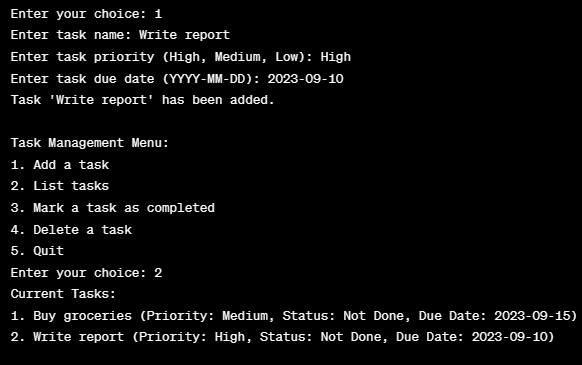 Enter your choice: 1
Enter task name: Write report
Enter task priority (High, Medium, Low): High
Enter task due date (YYYY-MM-DD): 2023-09-10
Task 'Write report' has been added.
Task Management Menu:
1. Add a task
2. List tasks
3. Mark a task as completed
4. Delete a task
5. Quit
Enter your choice: 2
Current Tasks:
1. Buy groceries (Priority: Medium, Status: Not Done, Due Date: 2023-09-15)
2. Write report (Priority: High, Status: Not Done, Due Date: 2023-09-10)